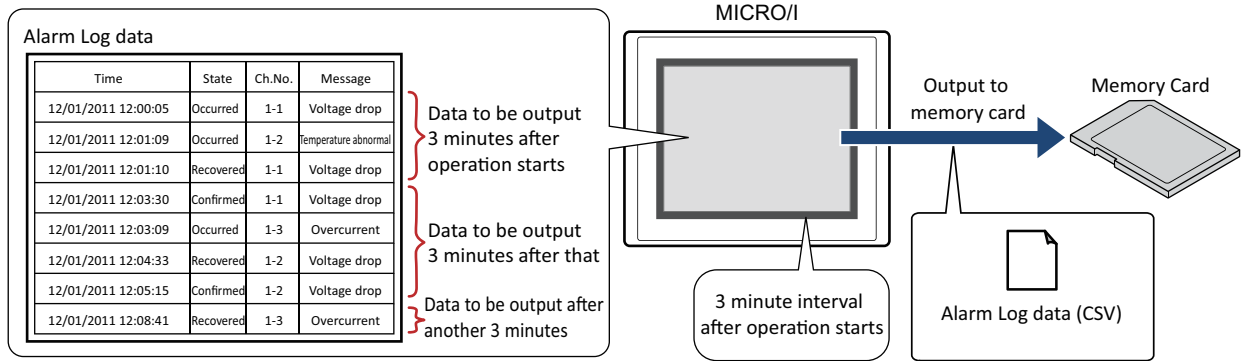 Alarm Log data
Time State Ch.No. Message
12/01/2011 12:00:05 Occurred 1-1 Voltage drop
12/01/2011 12:01:09 Occurred 1-2 Temperature abnormal
12/01/2011 12:01:10 Recovered 1-1 Voltage drop
12/01/2011 12:03:30 Confirmed 1-1 Voltage drop
12/01/2011 12:03:09 Occurred 1-3 Overcurrent
12/01/2011 12:04:33 Recovered 1-2 Voltage drop
12/01/2011 12:05:15 Confirmed 1-2 Voltage drop
12/01/2011 12:08:41 Recovered 1-3 Overcurrent
Data to be output
3 minutes after
operation starts
Data to be output
3 minutes after that
Data to be output after
another 3 minutes
MICRO/I
3 minute interval
after operation starts
Output to
memory card
Memory Card
Alarm Log data (CSV)